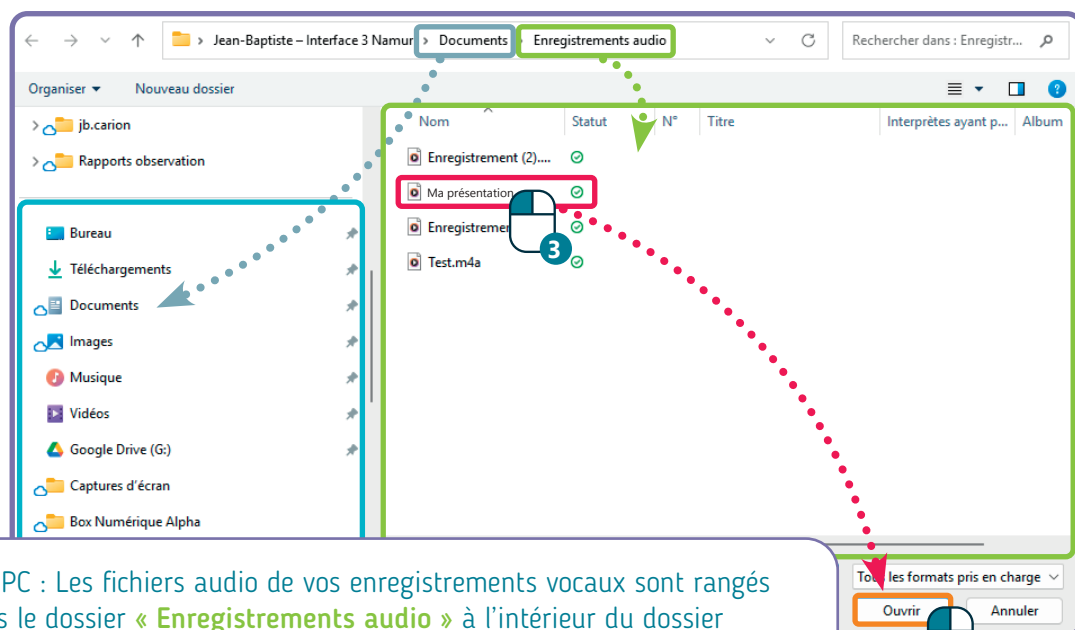 Jean-Baptiste – Interface 3 Namur > Documents > Enregistrements audio
Rechercher dans : Enregistr...
Organiser
Nouveau dossier
jb.carion
Rapports observation
Bureau
Téléchargements
Documents
Images
Musique
Vidéos
Google Drive (G:)
Captures d'écran
Box Numérique Alpha
Nom Statut N° Titre Interprètes ayant p... Album
Enregistrement (2)....
Ma présentation
3
Test.m4a
PC : Les fichiers audio de vos enregistrements vocaux sont rangés
le dossier « Enregistrements audio » à l'intérieur du dossier
les formats pris en charge
Ouvrir
Annuler